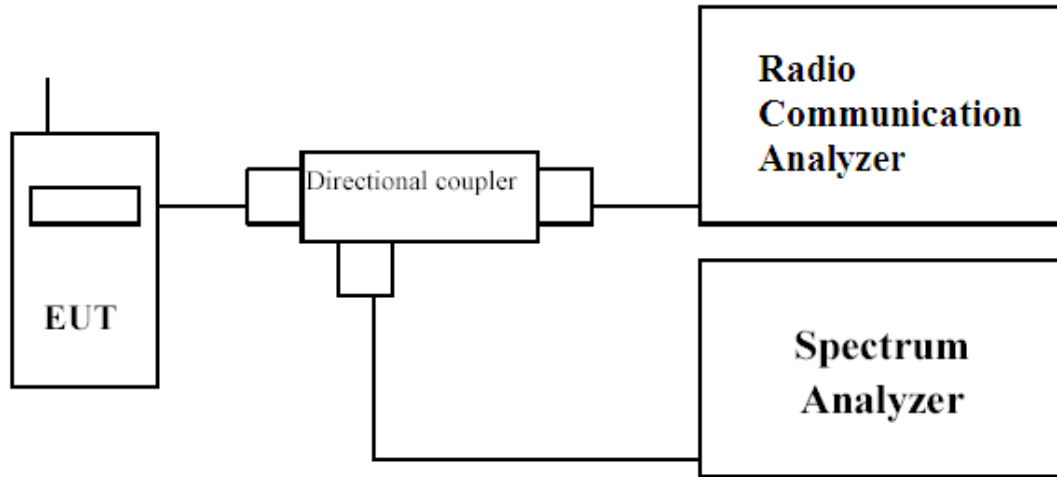 Radio
Communication
Analyzer
Directional coupler
EUT
Spectrum
Analyzer